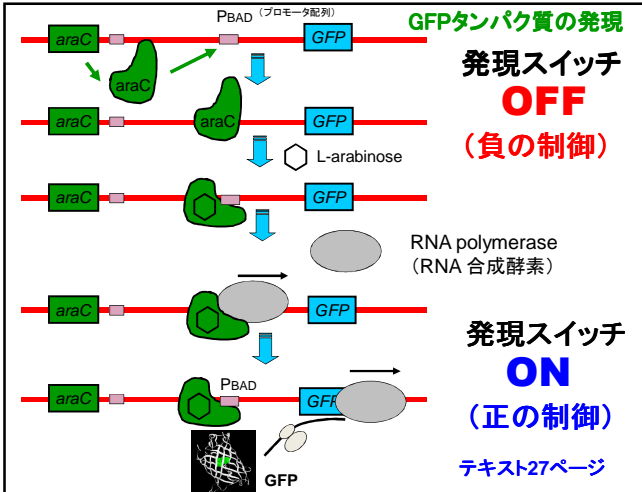 PBAD (プロモータ配列)
GFPタンパク質の発現
araC
GFP
araC
発現スイッチ
OFF
(負の制御)
araC
araC
GFP
L-arabinose
araC
GFP
RNA polymerase
(RNA 合成酵素)
araC
GFP
発現スイッチ
ON
(正の制御)
PBAD
araC
GFP
GFP
テキスト27ページ